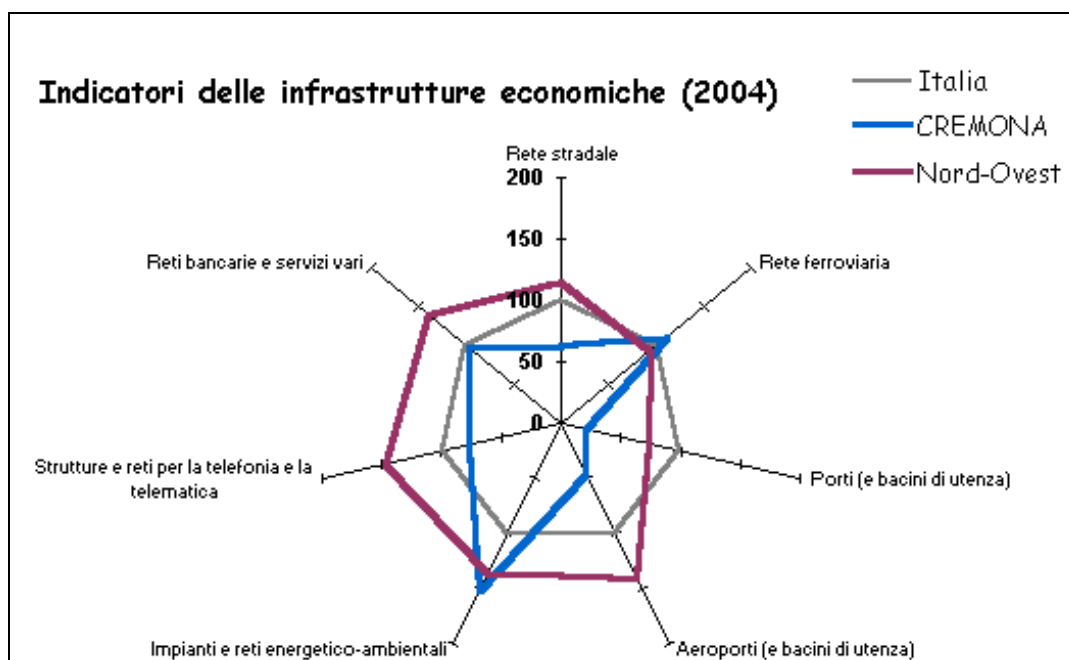 Indicatori delle infrastrutture economiche (2004)
Italia
CREMONA
Nord-Ovest
Rete stradale
200
150
100
50
0
Reti bancarie e servizi vari
Rete ferroviaria
Strutture e reti per la telefonia e la
telematica
Porti (e bacini di utenza)
Impianti e reti energetico-ambientali
Aeroporti (e bacini di utenza)